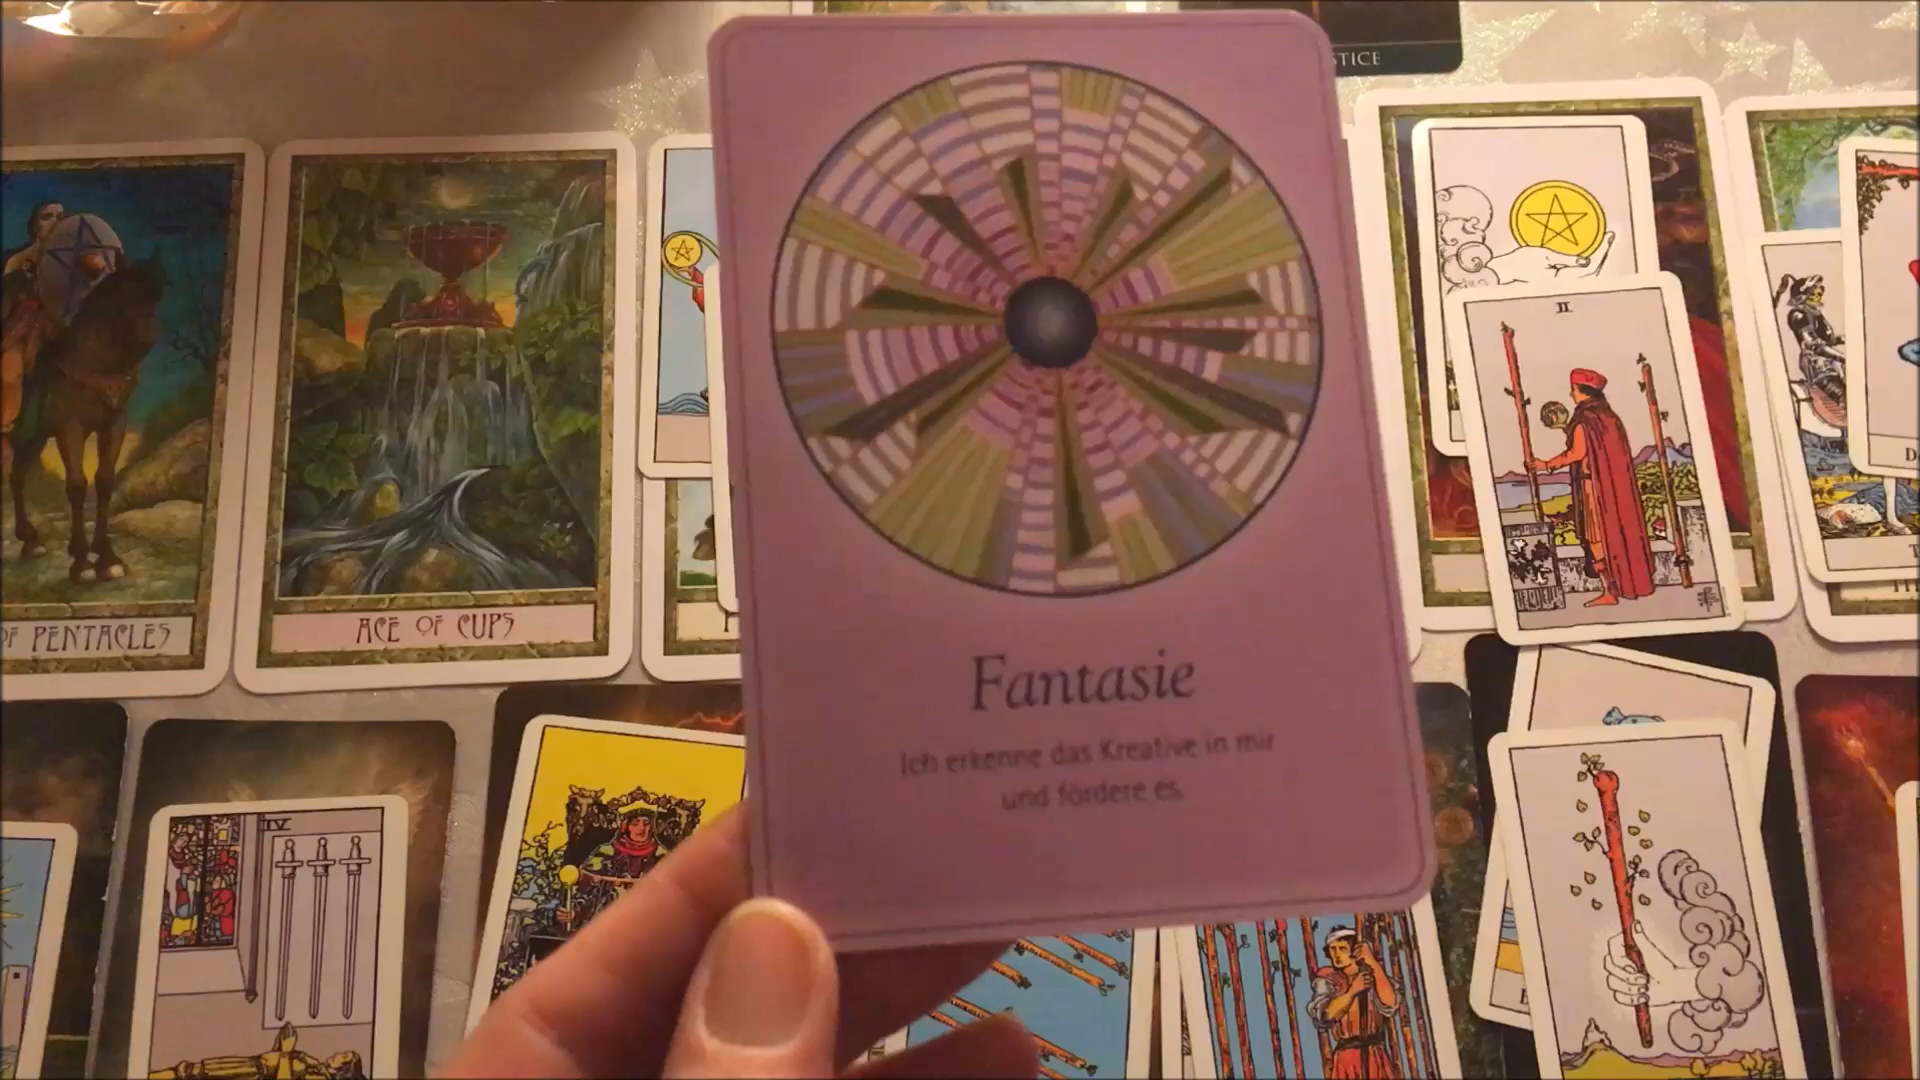 STICE
II
OF PENTACLES
ACE OF CUPS
Fantasie
Ich erkenne das Kreative in mir
und fördere es.
IV